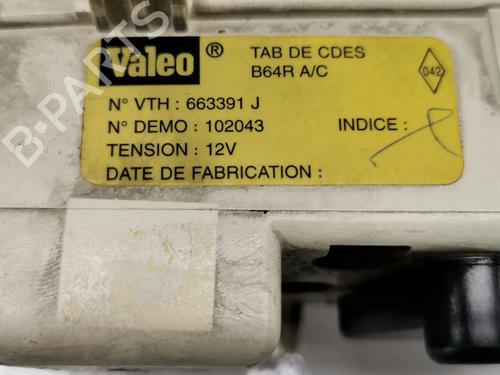 Valeo ® TAB DE CDES
B64R A/C
042
N° VTH : 663391 J
N° DEMO : 102043 INDICE :
TENSION : 12V
DATE DE FABRICATION :
B-PARTS